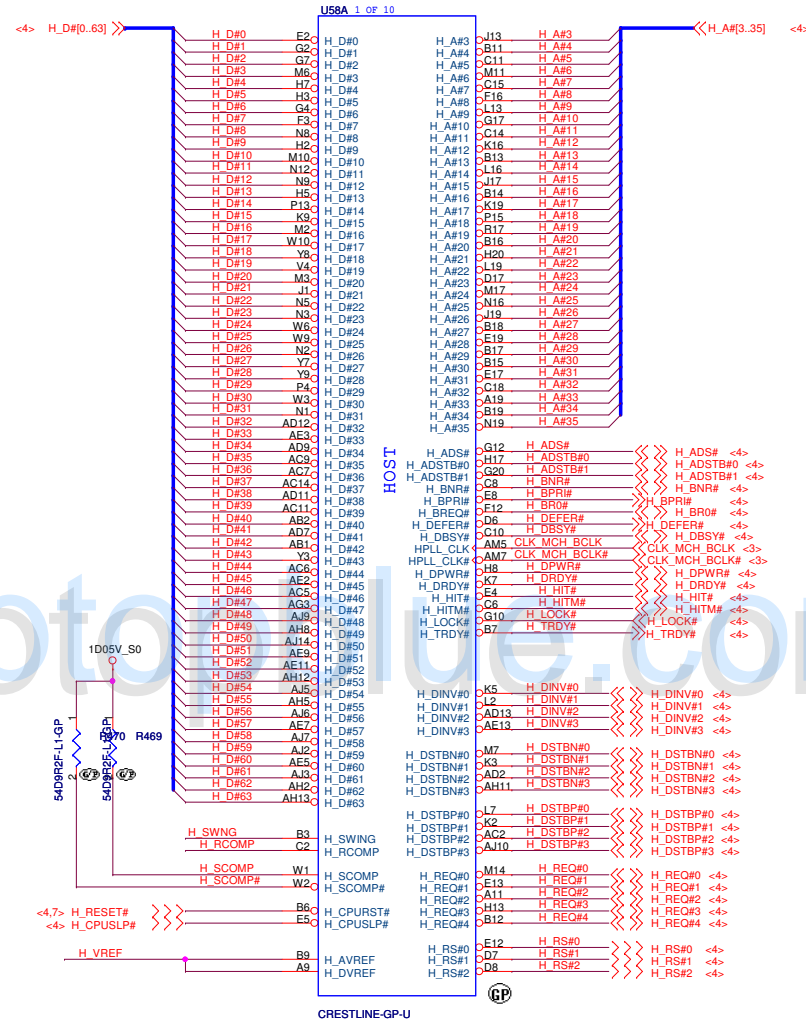 U58A 1 OF 10
<4> H_D#[0..63]
H_A#[3..35] <4>
H_D#0 E2 H_D#0 H_A#3 J13 H_A#3
H_D#1 G2 H_D#1 H_A#4 B11 H_A#4
H_D#2 G7 H_D#2 H_A#5 C11 H_A#5
H_D#3 M6 H_D#3 H_A#6 M11 H_A#6
H_D#4 H7 H_D#4 H_A#7 C15 H_A#7
H_D#5 H3 H_D#5 H_A#8 F16 H_A#8
H_D#6 G4 H_D#6 H_A#9 L13 H_A#9
H_D#7 F3 H_D#7 H_A#10 G17 H_A#10
H_D#8 N8 H_D#8 H_A#11 C14 H_A#11
H_D#9 H2 H_D#9 H_A#12 K16 H_A#12
H_D#10 M10 H_D#10 H_A#13 B13 H_A#13
H_D#11 N12 H_D#11 H_A#14 L16 H_A#14
H_D#12 N9 H_D#12 H_A#15 J17 H_A#15
H_D#13 H5 H_D#13 H_A#16 B14 H_A#16
H_D#14 P13 H_D#14 H_A#17 K19 H_A#17
H_D#15 K9 H_D#15 H_A#18 P15 H_A#18
H_D#16 M2 H_D#16 H_A#19 R17 H_A#19
H_D#17 W10 H_D#17 H_A#20 B16 H_A#20
H_D#18 Y8 H_D#18 H_A#21 H20 H_A#21
H_D#19 V4 H_D#19 H_A#22 L19 H_A#22
H_D#20 M3 H_D#20 H_A#23 D17 H_A#23
H_D#21 J1 H_D#21 H_A#24 M17 H_A#24
H_D#22 N5 H_D#22 H_A#25 N16 H_A#25
H_D#23 N3 H_D#23 H_A#26 J19 H_A#26
H_D#24 W6 H_D#24 H_A#27 B18 H_A#27
H_D#25 W9 H_D#25 H_A#28 E19 H_A#28
H_D#26 N2 H_D#26 H_A#29 B17 H_A#29
H_D#27 Y7 H_D#27 H_A#30 B15 H_A#30
H_D#28 Y9 H_D#28 H_A#31 E17 H_A#31
H_D#29 P4 H_D#29 H_A#32 C18 H_A#32
H_D#30 W3 H_D#30 H_A#33 A19 H_A#33
H_D#31 N1 H_D#31 H_A#34 B19 H_A#34
H_D#32 AD12 H_D#32 H_A#35 N19 H_A#35
H_D#33 AE3 H_D#33
H_D#34 AD9 H_D#34 H_ADS# G12 H_ADS# H_ADS# <4>
H_D#35 AC9 H_D#35 H_ADSTB#0 H17 H_ADSTB#0 H_ADSTB#0 <4>
H_D#36 AC7 H_D#36 H_ADSTB#1 G20 H_ADSTB#1 H_ADSTB#1 <4>
H_D#37 AC14 H_D#37 H_BNR# C8 H_BNR# H_BNR# <4>
H_D#38 AD11 H_D#38 H_BPRI# E8 H_BPRI# H_BPRI# <4>
H_D#39 AC11 H_D#39 H_BREQ# F12 H_BR0# H_BR0# <4>
H_D#40 AB2 H_D#40 H_DEFER# D6 H_DEFER# H_DEFER# <4>
H_D#41 AD7 H_D#41 H_DBSY# C10 H_DBSY# H_DBSY# <4>
H_D#42 AB1 H_D#42 HPLL_CLK AM5 CLK_MCH_BCLK CLK_MCH_BCLK <3>
H_D#43 Y3 H_D#43 HPLL_CLK# AM7 CLK_MCH_BCLK# CLK_MCH_BCLK# <3>
H_D#44 AC6 H_D#44 H_DPWR# H8 H_DPWR# H_DPWR# <4>
H_D#45 AE2 H_D#45 H_DRDY# K7 H_DRDY# H_DRDY# <4>
H_D#46 AC5 H_D#46 H_HIT# E4 H_HIT# H_HIT# <4>
H_D#47 AG3 H_D#47 H_HITM# C6 H_HITM# H_HITM# <4>
H_D#48 AJ9 H_D#48 H_LOCK# G10 H_LOCK# H_LOCK# <4>
H_D#49 AH8 H_D#49 H_TRDY# B7 H_TRDY# H_TRDY# <4>
H_D#50 AJ14 H_D#50
H_D#51 AE9 H_D#51
H_D#52 AE11 H_D#52
H_D#53 AH12 H_D#53
H_D#54 AJ5 H_D#54 H_DINV#0 K5 H_DINV#0 H_DINV#0 <4>
H_D#55 AH5 H_D#55 H_DINV#1 L2 H_DINV#1 H_DINV#1 <4>
H_D#56 AJ6 H_D#56 H_DINV#2 AD13 H_DINV#2 H_DINV#2 <4>
H_D#57 AE7 H_D#57 H_DINV#3 AE13 H_DINV#3 H_DINV#3 <4>
H_D#58 AJ7 H_D#58
H_D#59 AJ2 H_D#59 H_DSTBN#0 M7 H_DSTBN#0 H_DSTBN#0 <4>
H_D#60 AE5 H_D#60 H_DSTBN#1 K3 H_DSTBN#1 H_DSTBN#1 <4>
H_D#61 AJ3 H_D#61 H_DSTBN#2 AD2 H_DSTBN#2 H_DSTBN#2 <4>
H_D#62 AH2 H_D#62 H_DSTBN#3 AH11 H_DSTBN#3 H_DSTBN#3 <4>
H_D#63 AH13 H_D#63
H_DSTBP#0 L7 H_DSTBP#0 H_DSTBP#0 <4>
H_DSTBP#1 K2 H_DSTBP#1 H_DSTBP#1 <4>
H_SWNG B3 H_SWING H_DSTBP#2 AC2 H_DSTBP#2 H_DSTBP#2 <4>
H_RCOMP C2 H_RCOMP H_DSTBP#3 AJ10 H_DSTBP#3 H_DSTBP#3 <4>
H_SCOMP W1 H_SCOMP H_REQ#0 M14 H_REQ#0 H_REQ#0 <4>
H_SCOMP# W2 H_SCOMP# H_REQ#1 E13 H_REQ#1 H_REQ#1 <4>
H_REQ#2 A11 H_REQ#2 H_REQ#2 <4>
<4,7> H_RESET# B6 H_CPURST# H_REQ#3 H13 H_REQ#3 H_REQ#3 <4>
<4> H_CPUSLP# E5 H_CPUSLP# H_REQ#4 B12 H_REQ#4 H_REQ#4 <4>
H_RS#0 E12 H_RS#0 H_RS#0 <4>
H_VREF B9 H_AVREF H_RS#1 D7 H_RS#1 H_RS#1 <4>
A9 H_DVREF H_RS#2 D8 H_RS#2 H_RS#2 <4>
HOST
1D05V_S0
1 2
R470 R469
54D9R2F-L1-GP
54D9R2F-L1-GP
GP GP
GP
CRESTLINE-GP-U
otopblue.co